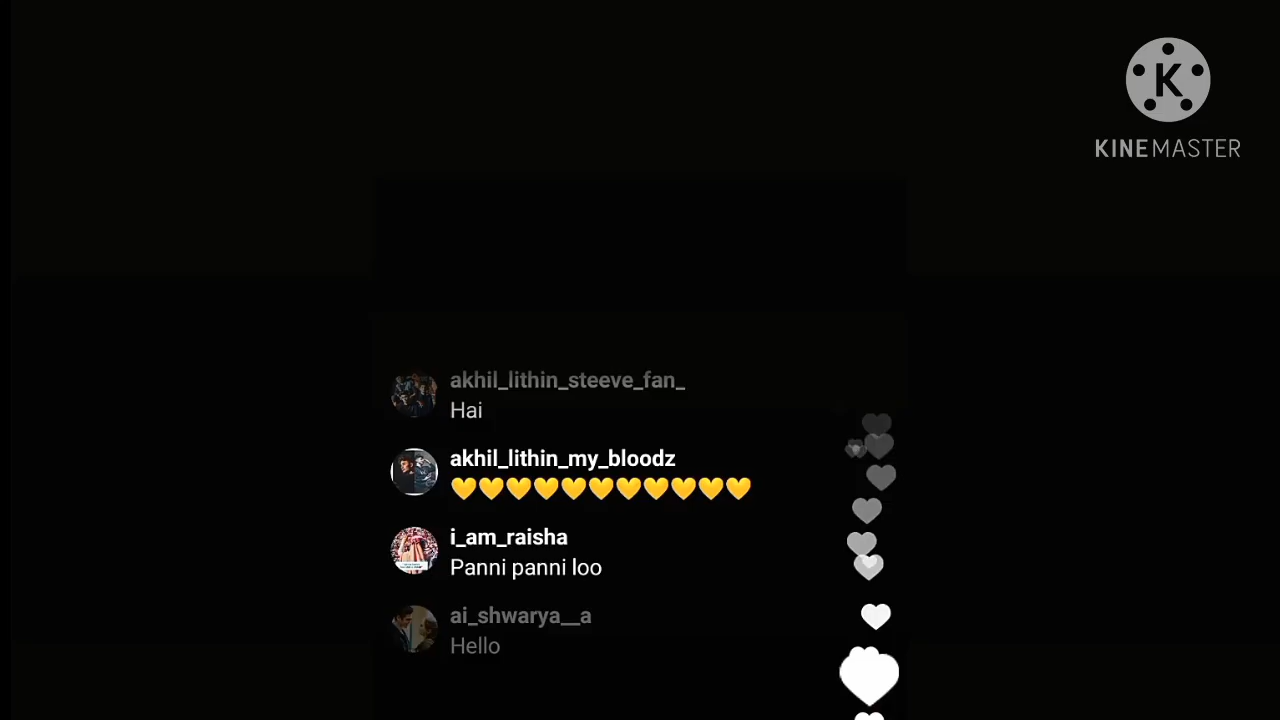 K
KINEMASTER
akhil_lithin_steeve_fan_
Hai
akhil_lithin_my_bloodz
💛💛💛💛💛💛💛💛💛💛💛
i_am_raisha
Panni panni loo
ai_shwarya__a
Hello